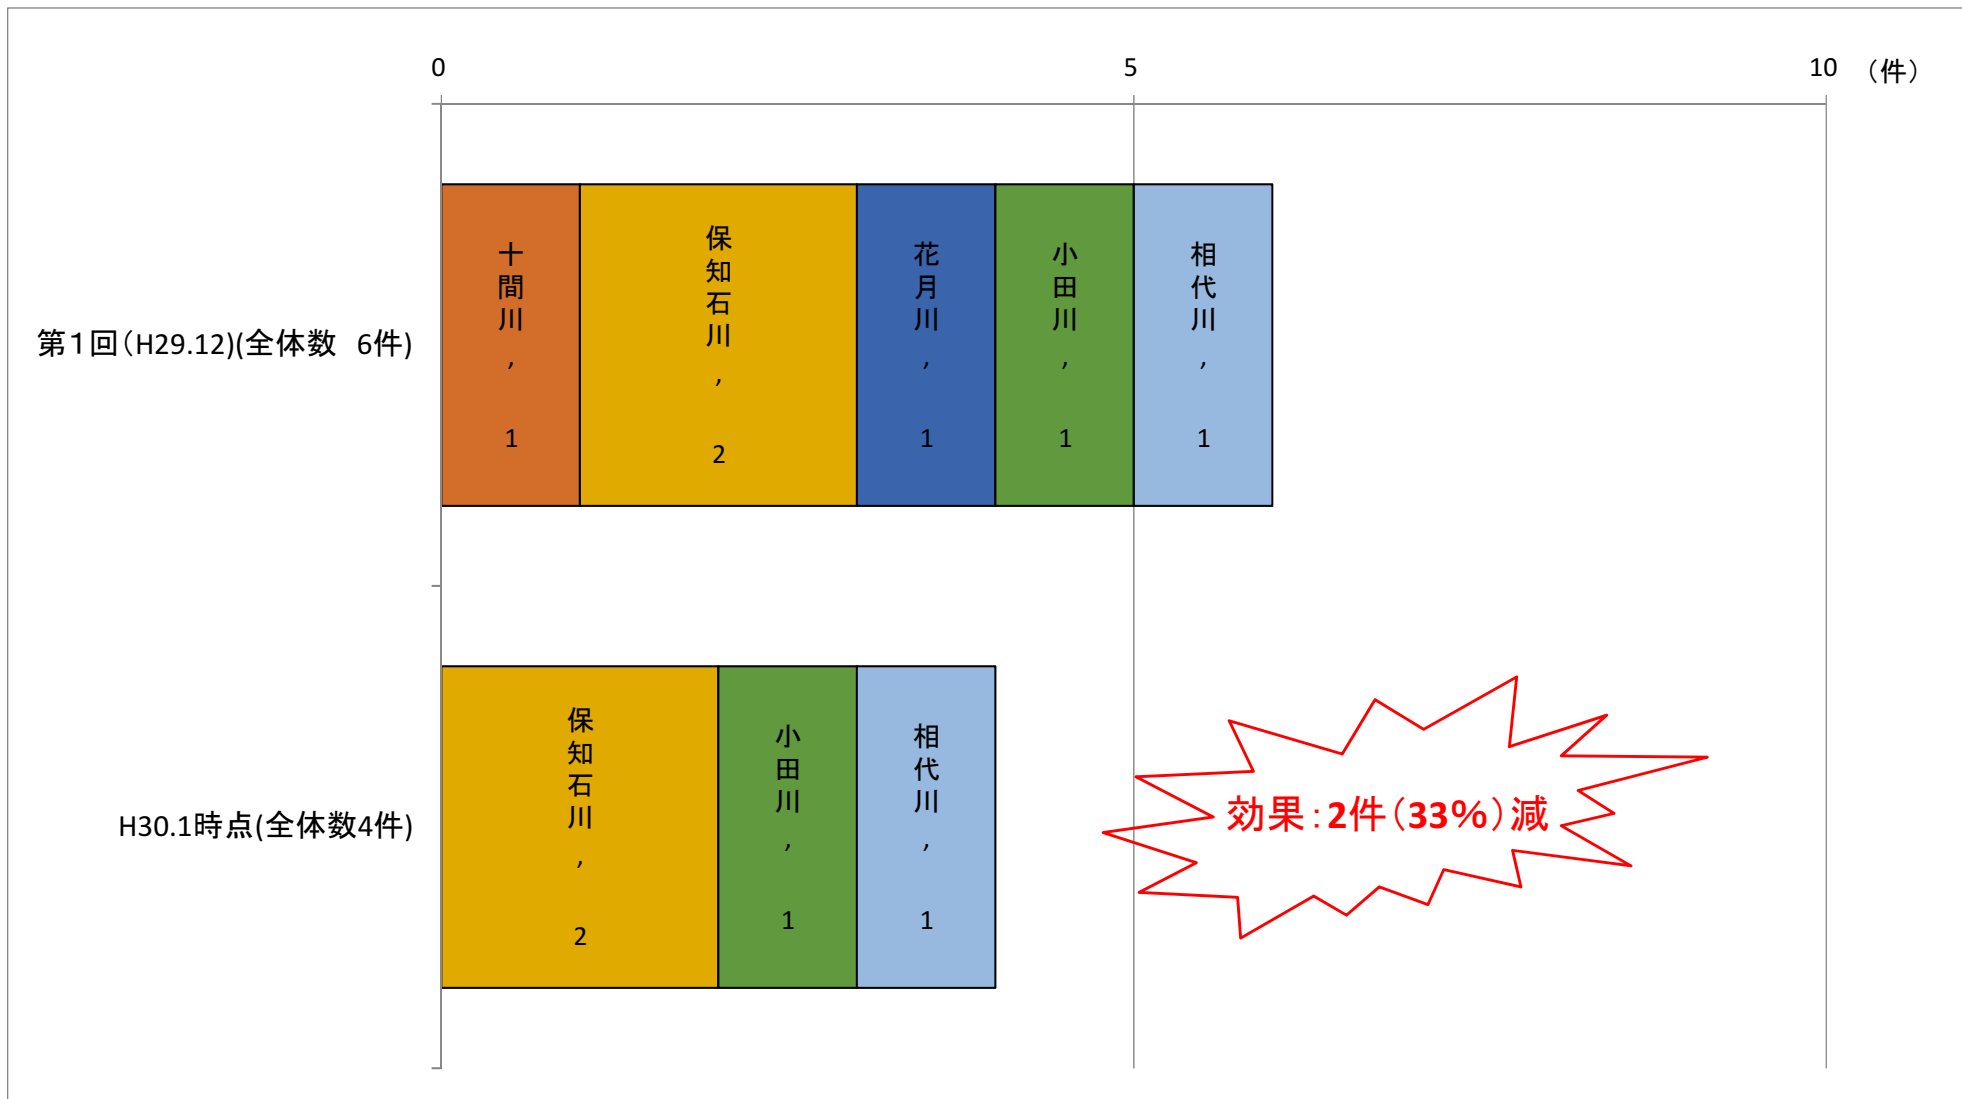 0
5
10
（件）
第１回（H29.12)(全体数　6件)
十間川, 1
保知石川, 2
花月川, 1
小田川, 1
相代川, 1
H30.1時点(全体数4件)
保知石川, 2
小田川, 1
相代川, 1
効果：2件（33％）減